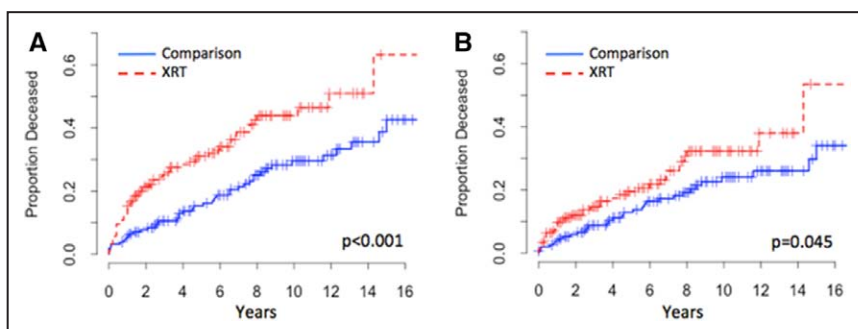 A
Comparison
XRT
Proportion Deceased
0.0 0.2 0.4 0.6
p<0.001
0 2 4 6 8 10 12 14 16
Years
B
Comparison
XRT
Proportion Deceased
0.0 0.2 0.4 0.6
p=0.045
0 2 4 6 8 10 12 14 16
Years